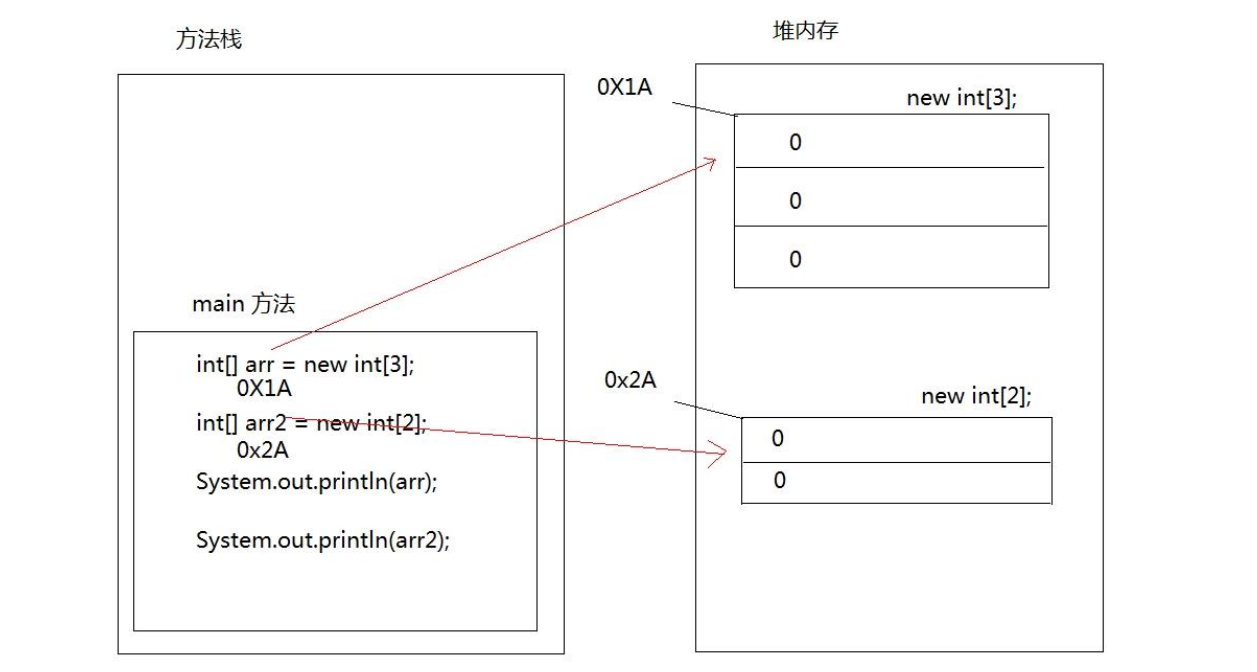 方法栈
main 方法
int[] arr = new int[3];
0X1A
int[] arr2 = new int[2];
0x2A
System.out.println(arr);
System.out.println(arr2);
堆内存
0X1A
new int[3];
0
0
0
0x2A
new int[2];
0
0